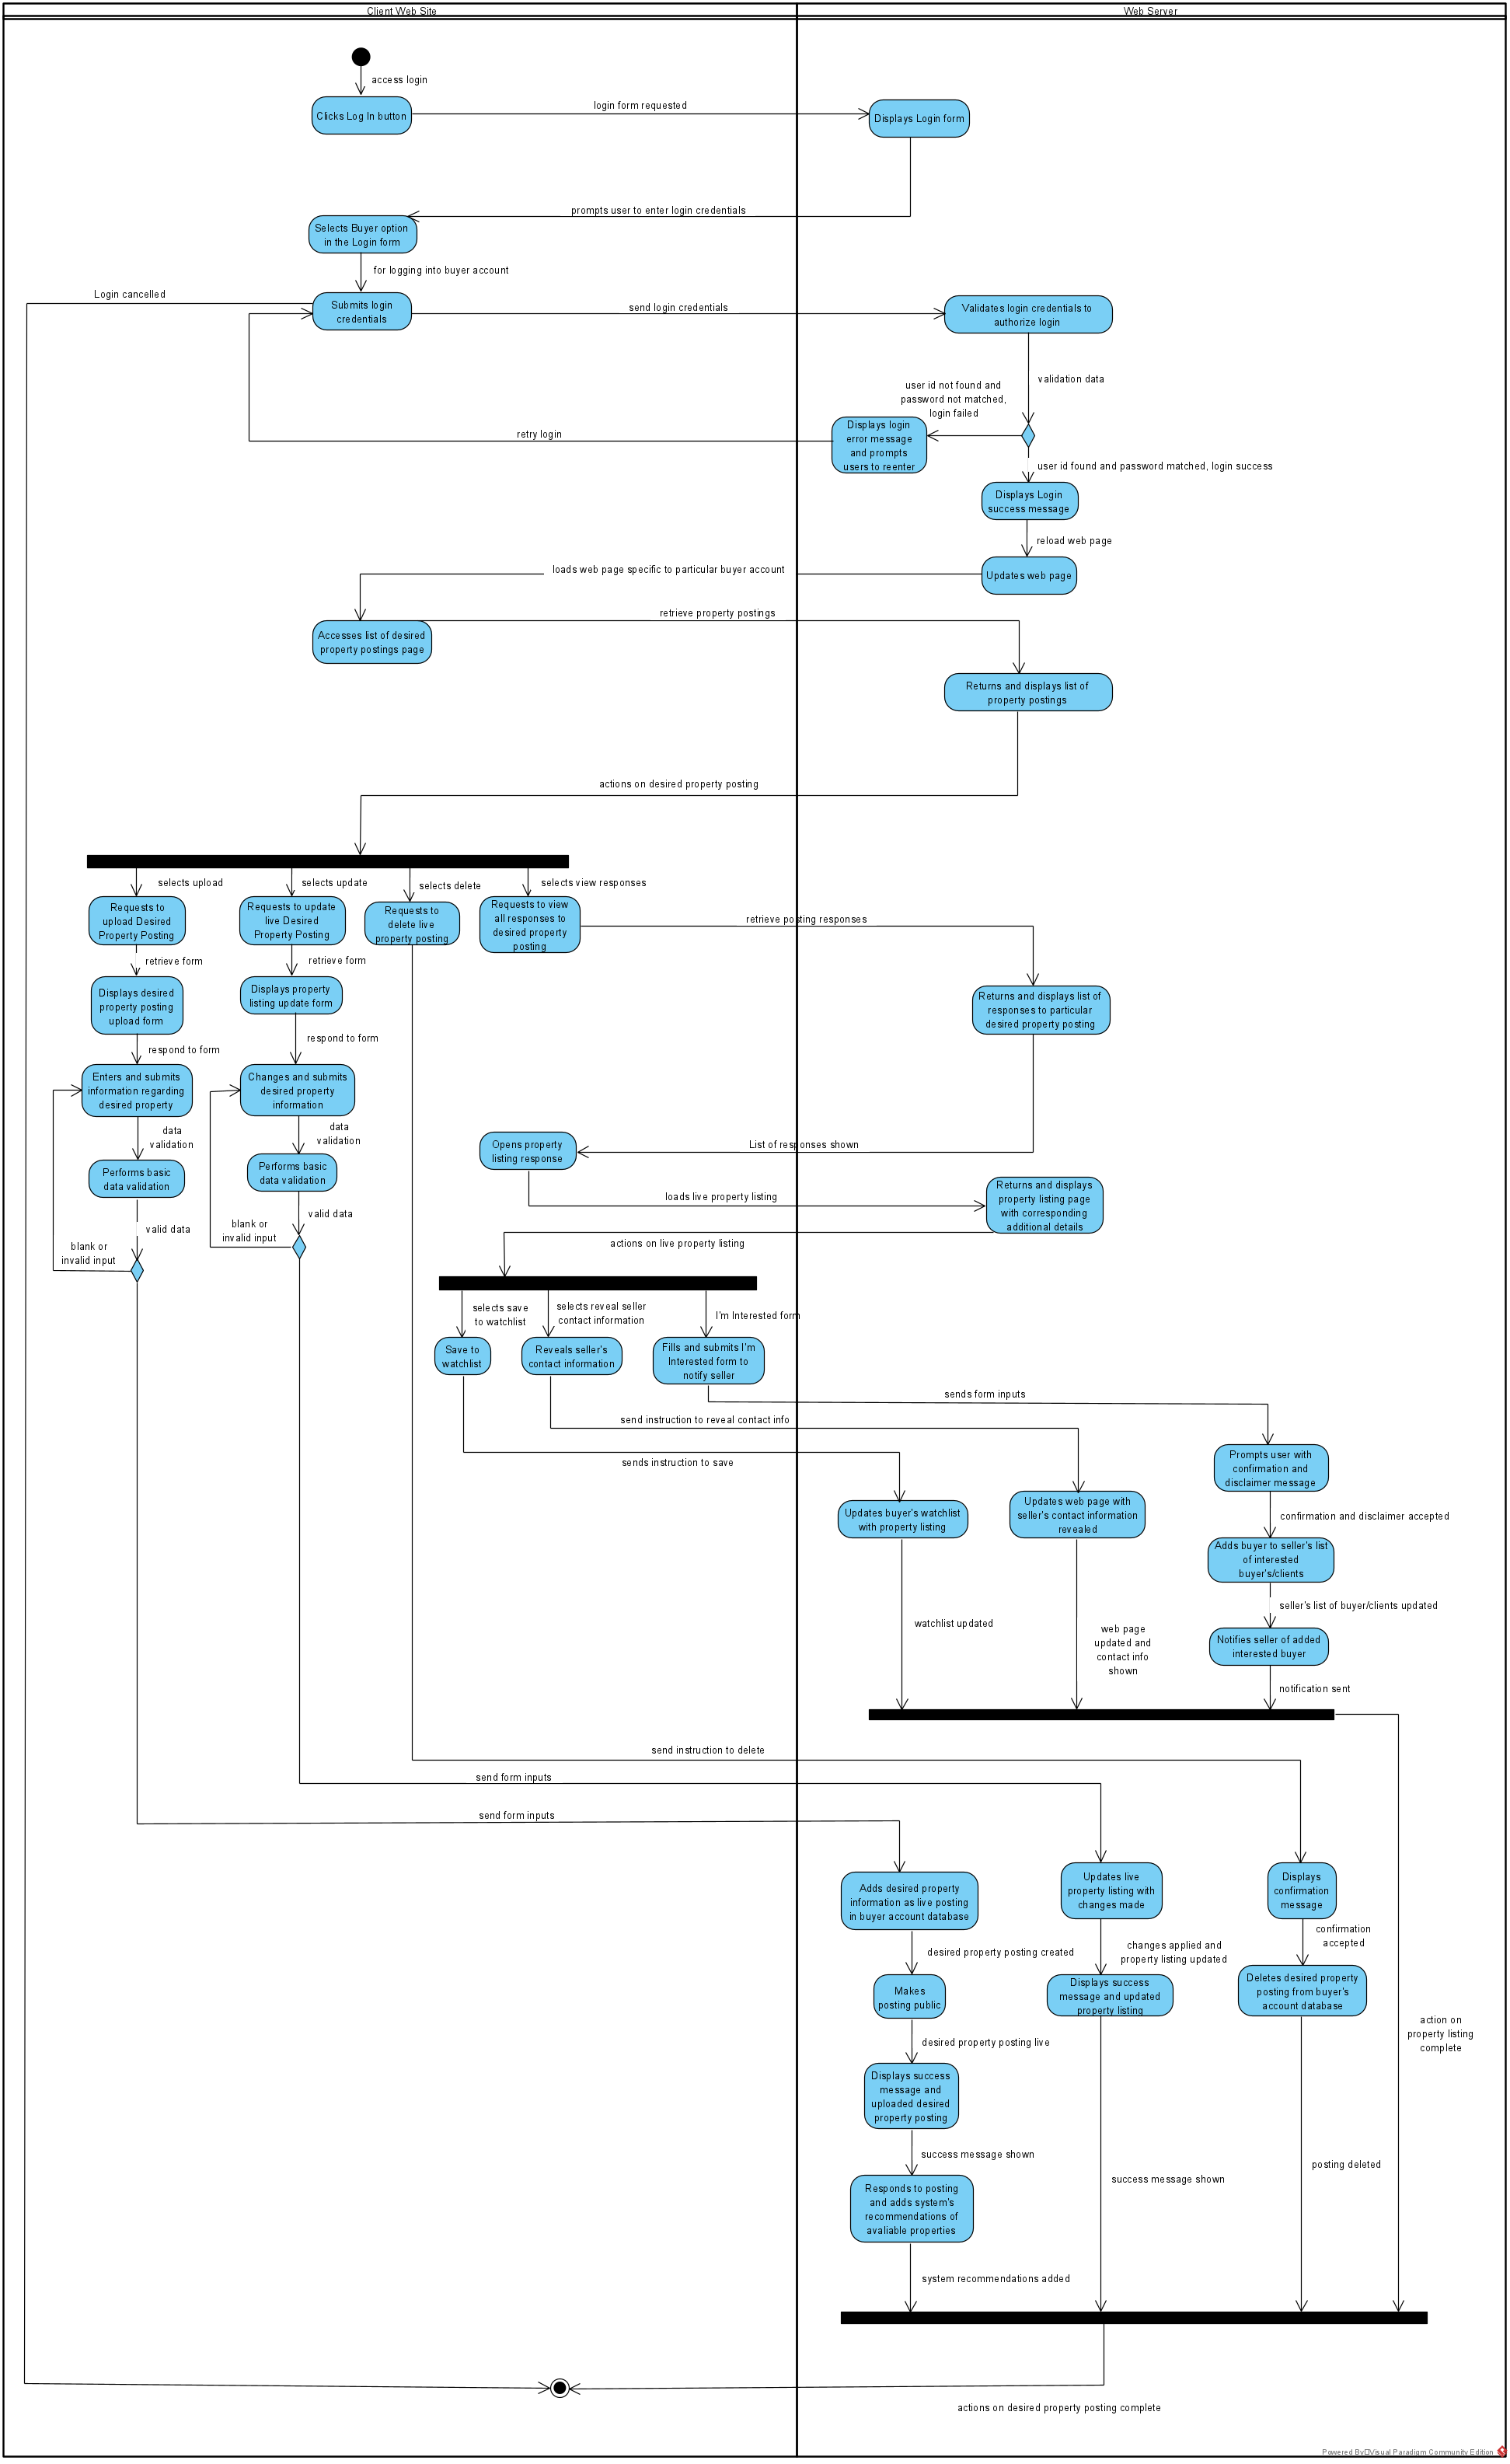 Client Web Site
Web Server
access login
Clicks Log In button
login form requested
Displays Login form
prompts user to enter login credentials
Selects Buyer option
in the Login form
for logging into buyer account
Login cancelled
Submits login
credentials
send login credentials
Validates login credentials to
authorize login
validation data
user id not found and
password not matched,
login failed
Displays login
error message
and prompts
users to reenter
retry login
user id found and password matched, login success
Displays Login
success message
reload web page
Updates web page
loads web page specific to particular buyer account
Accesses list of desired
property postings page
retrieve property postings
Returns and displays list of
property postings
actions on desired property posting
selects upload
selects update
selects delete
selects view responses
Requests to
upload Desired
Property Posting
Requests to update
live Desired
Property Posting
Requests to
delete live
property posting
Requests to view
all responses to
desired property
posting
retrieve posting responses
retrieve form
retrieve form
Displays desired
property posting
upload form
Displays property
listing update form
Returns and displays list of
responses to particular
desired property posting
respond to form
respond to form
Enters and submits
information regarding
desired property
Changes and submits
desired property
information
data
validation
data
validation
Performs basic
data validation
Performs basic
data validation
Opens property
listing response
List of responses shown
loads live property listing
Returns and displays
property listing page
with corresponding
additional details
valid data
valid data
blank or
invalid input
blank or
invalid input
actions on live property listing
selects save
to watchlist
selects reveal seller
contact information
I'm Interested form
Save to
watchlist
Reveals seller's
contact information
Fills and submits I'm
Interested form to
notify seller
sends form inputs
send instruction to reveal contact info
sends instruction to save
Prompts user with
confirmation and
disclaimer message
Updates buyer's watchlist
with property listing
Updates web page with
seller's contact information
revealed
confirmation and disclaimer accepted
Adds buyer to seller's list
of interested
buyer's/clients
seller's list of buyer/clients updated
watchlist updated
web page
updated and
contact info
shown
Notifies seller of added
interested buyer
notification sent
send instruction to delete
send form inputs
send form inputs
Adds desired property
information as live posting
in buyer account database
Updates live
property listing with
changes made
Displays
confirmation
message
desired property posting created
changes applied and
property listing updated
confirmation
accepted
Makes
posting public
Displays success
message and updated
property listing
Deletes desired property
posting from buyer's
account database
action on
property listing
complete
desired property posting live
Displays success
message and
uploaded desired
property posting
success message shown
success message shown
posting deleted
Responds to posting
and adds system's
recommendations of
avaliable properties
system recommendations added
actions on desired property posting complete
Powered By□Visual Paradigm Community Edition